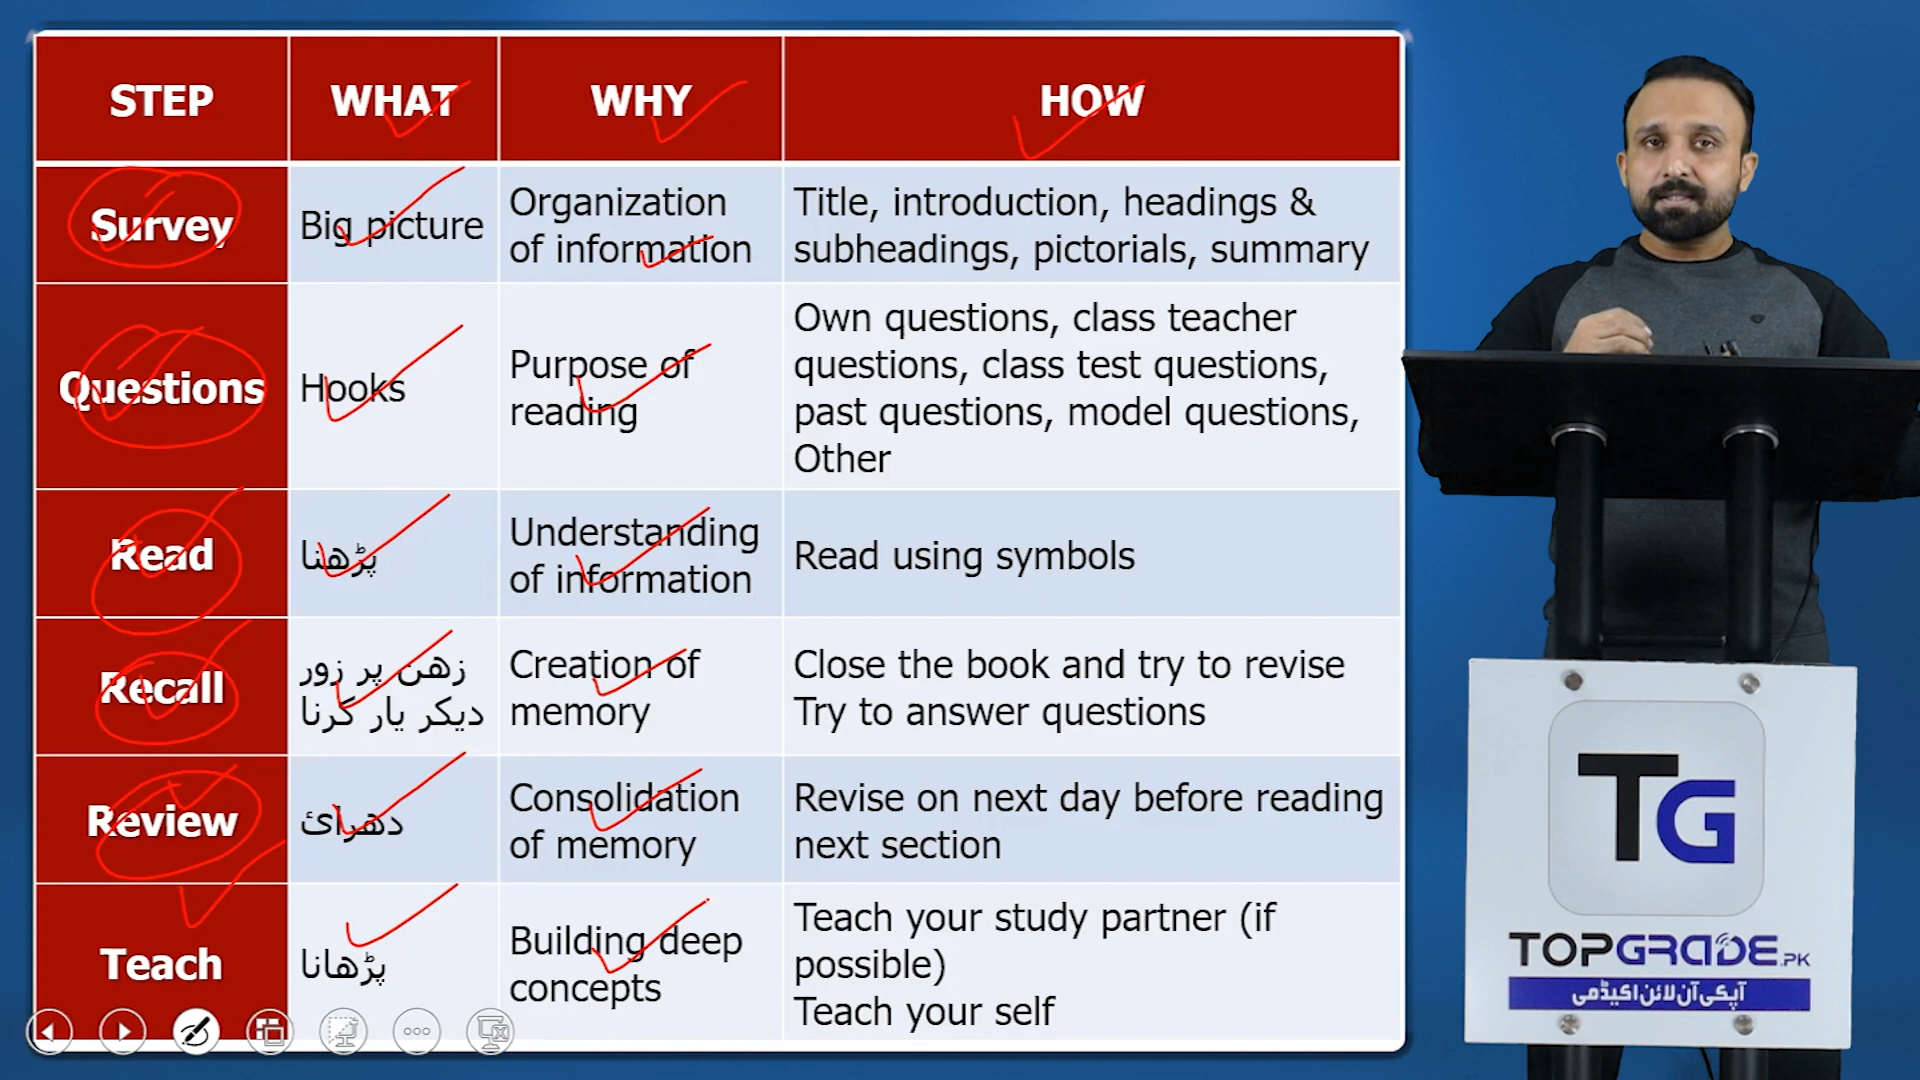 STEP
WHAT
WHY
HOW
Survey
Big picture
Organization
of information
Title, introduction, headings &
subheadings, pictorials, summary
Questions
Hooks
Purpose of
reading
Own questions, class teacher
questions, class test questions,
past questions, model questions,
Other
Read
پڑھنا
Understanding
of information
Read using symbols
Recall
زھن پر زور
دیکر یار کرنا
Creation of
memory
Close the book and try to revise
Try to answer questions
Review
دھرائ
Consolidation
of memory
Revise on next day before reading
next section
Teach
پڑھانا
Building deep
concepts
Teach your study partner (if
possible)
Teach your self
TG
TOPGRADE.PK
آپکی آن لائن اکیڈمی